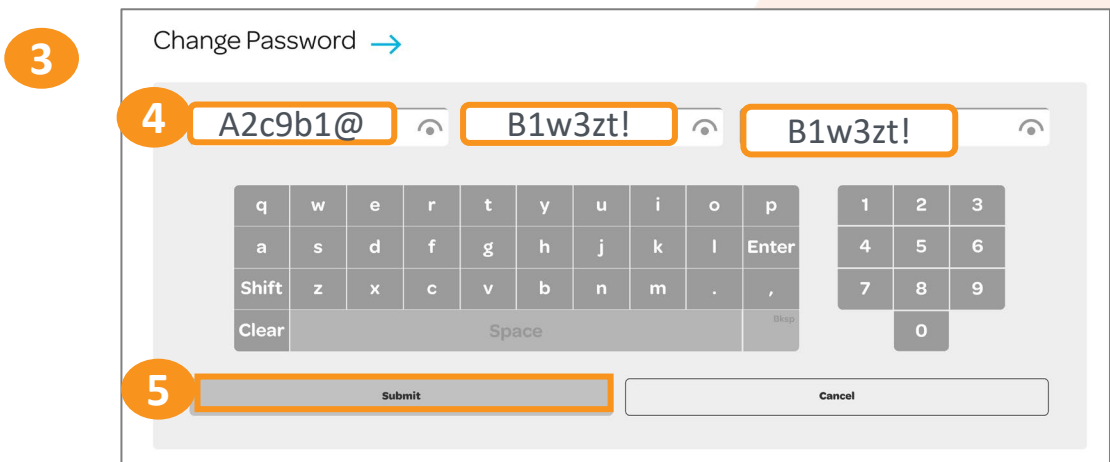 3
Change Password →
4 A2c9b1@ B1w3zt! B1w3zt!
q w e r t y u i o p 1 2 3
a s d f g h j k l Enter 4 5 6
Shift z x c v b n m . , 7 8 9
Clear Space Bksp 0
5 Submit Cancel